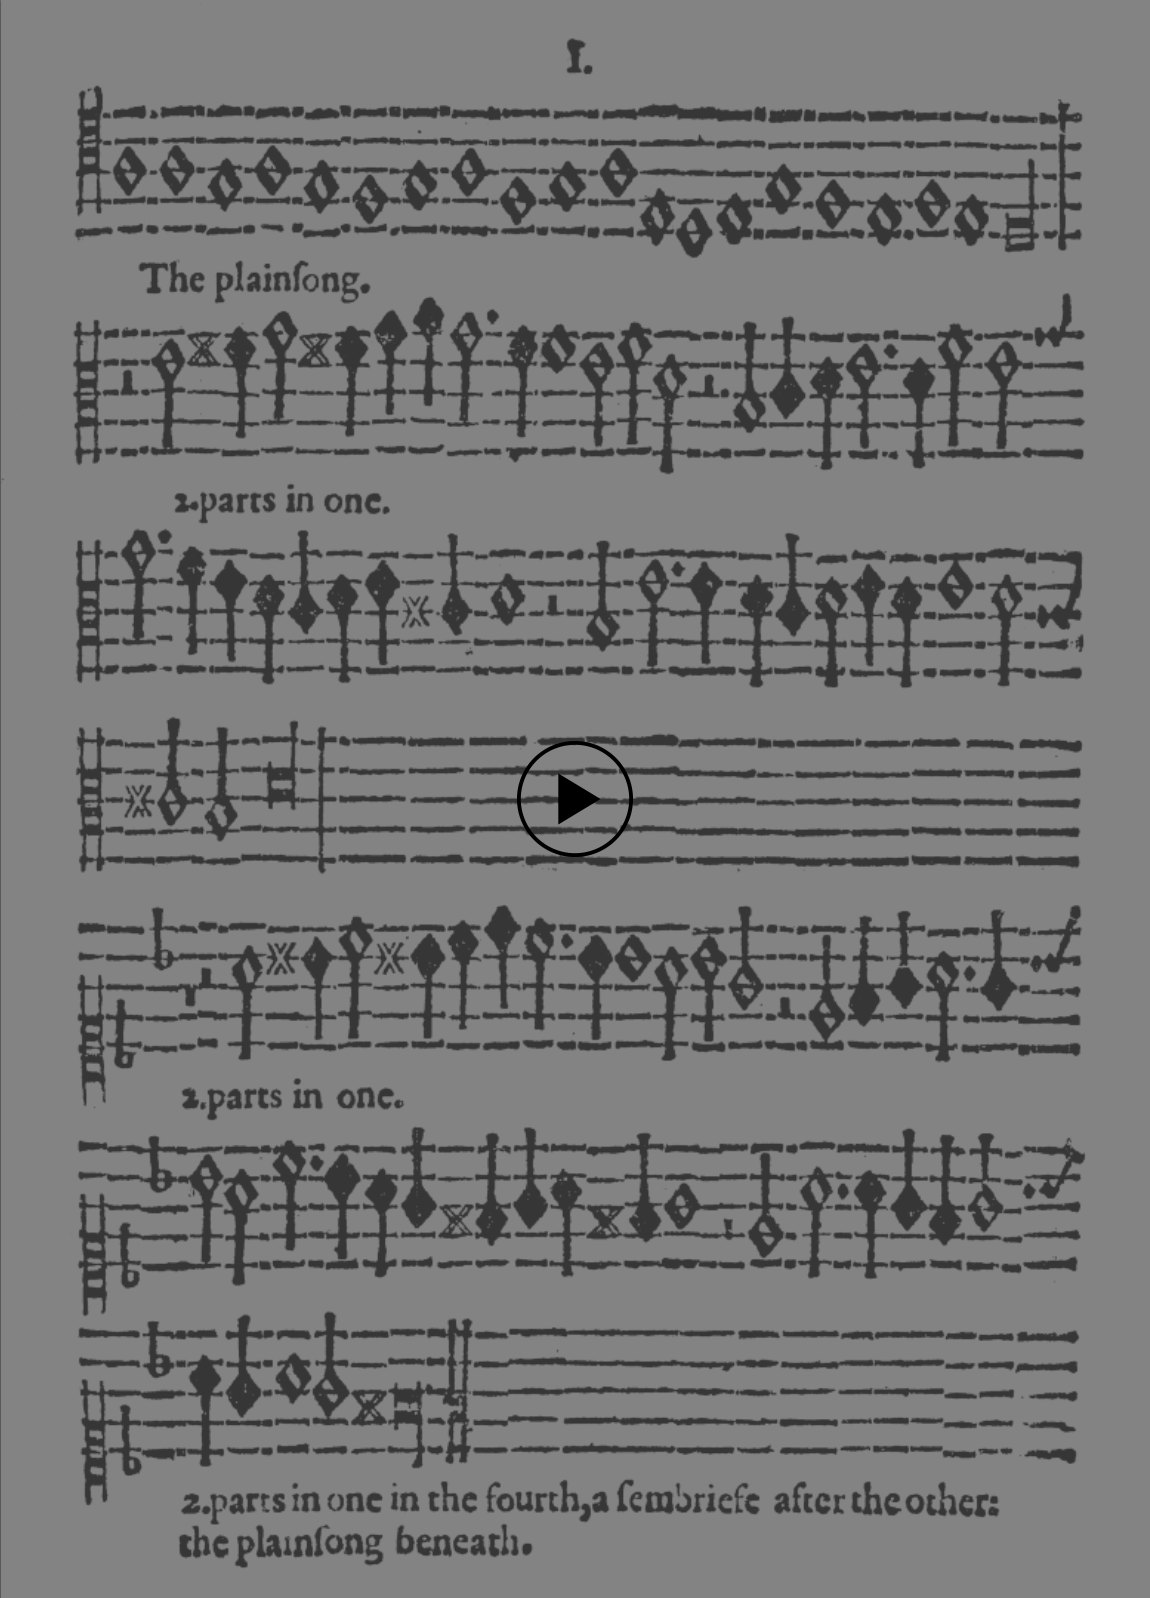 I.
The plainſong.
2.parts in one.
2.parts in one.
2.parts in one in the fourth,a ſembriefe after the other:
the plainſong beneath.